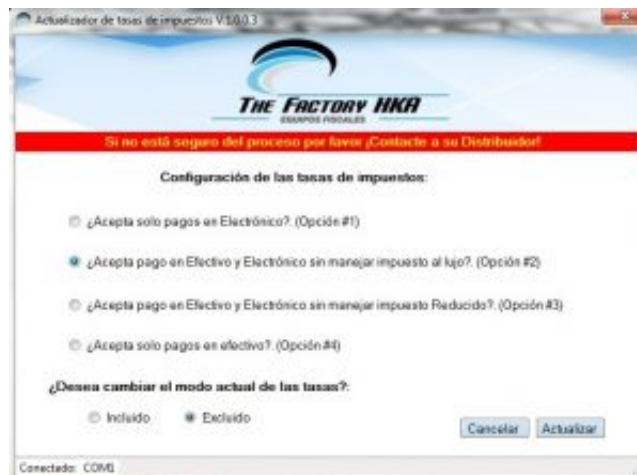 Actualizador de tasas de impuestos V.1.0.0.3
THE FACTORY HKA
EQUIPOS FISCALES
Si no está seguro del proceso por favor ¡Contacte a su Distribuidor!
Configuración de las tasas de impuestos:
¿Acepta solo pagos en Electrónico?. (Opción #1)
¿Acepta pago en Efectivo y Electrónico sin manejar impuesto al lujo?. (Opción #2)
¿Acepta pago en Efectivo y Electrónico sin manejar impuesto Reducido?. (Opción #3)
¿Acepta solo pagos en efectivo?. (Opción #4)
¿Desea cambiar el modo actual de las tasas?:
Incluido Excluido
Cancelar Actualizar
Conectado: COM1